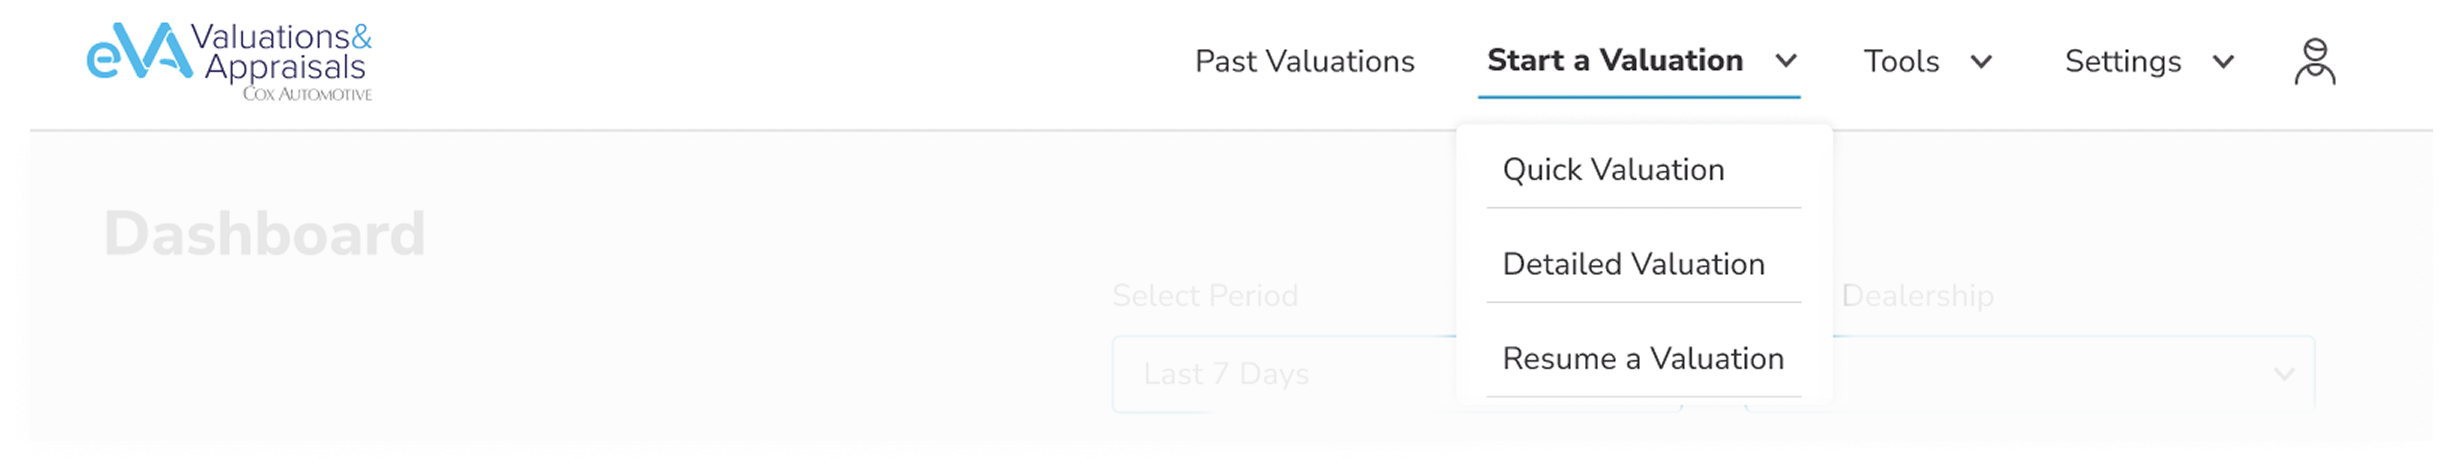 eVA Valuations&
Appraisals
COX AUTOMOTIVE
Past Valuations
Start a Valuation
Tools
Settings
Quick Valuation
Detailed Valuation
Resume a Valuation
Dashboard
Select Period
Dealership
Last 7 Days